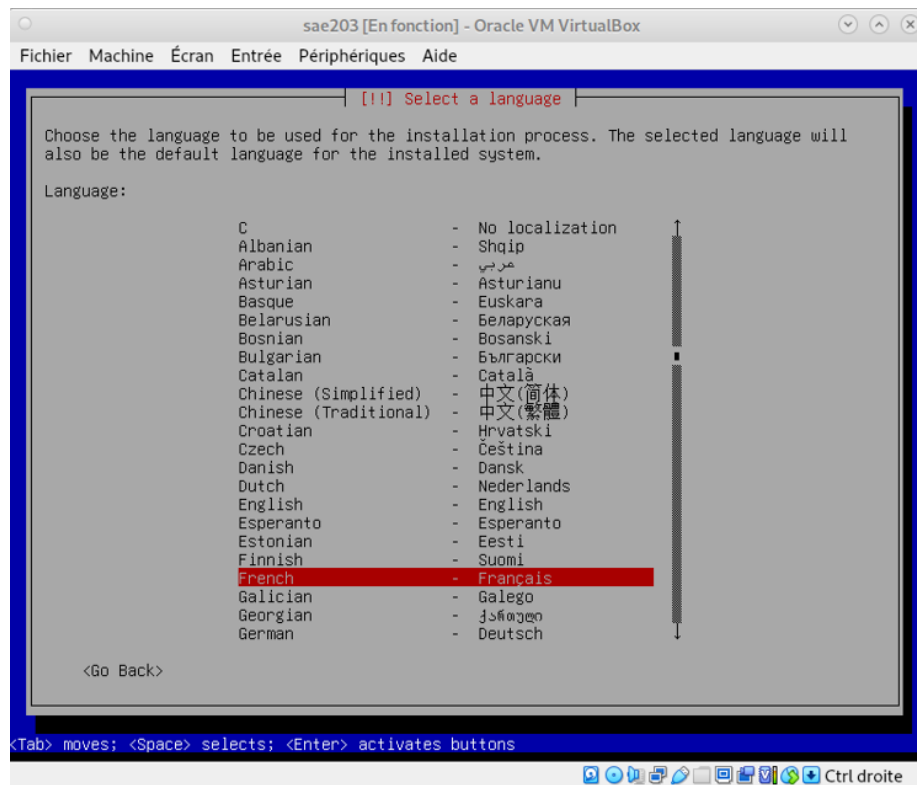 sae203 [En fonction] - Oracle VM VirtualBox
Fichier Machine Écran Entrée Périphériques Aide
[!!] Select a language
Choose the language to be used for the installation process. The selected language will
also be the default language for the installed system.
Language:
C - No localization
Albanian - Shqip
Arabic - عربي
Asturian - Asturianu
Basque - Euskara
Belarusian - Беларуская
Bosnian - Bosanski
Bulgarian - Български
Catalan - Català
Chinese (Simplified) - 中文(简体)
Chinese (Traditional) - 中文(繁體)
Croatian - Hrvatski
Czech - Čeština
Danish - Dansk
Dutch - Nederlands
English - English
Esperanto - Esperanto
Estonian - Eesti
Finnish - Suomi
French - Français
Galician - Galego
Georgian - ქართული
German - Deutsch
<Go Back>
<Tab> moves; <Space> selects; <Enter> activates buttons
Ctrl droite